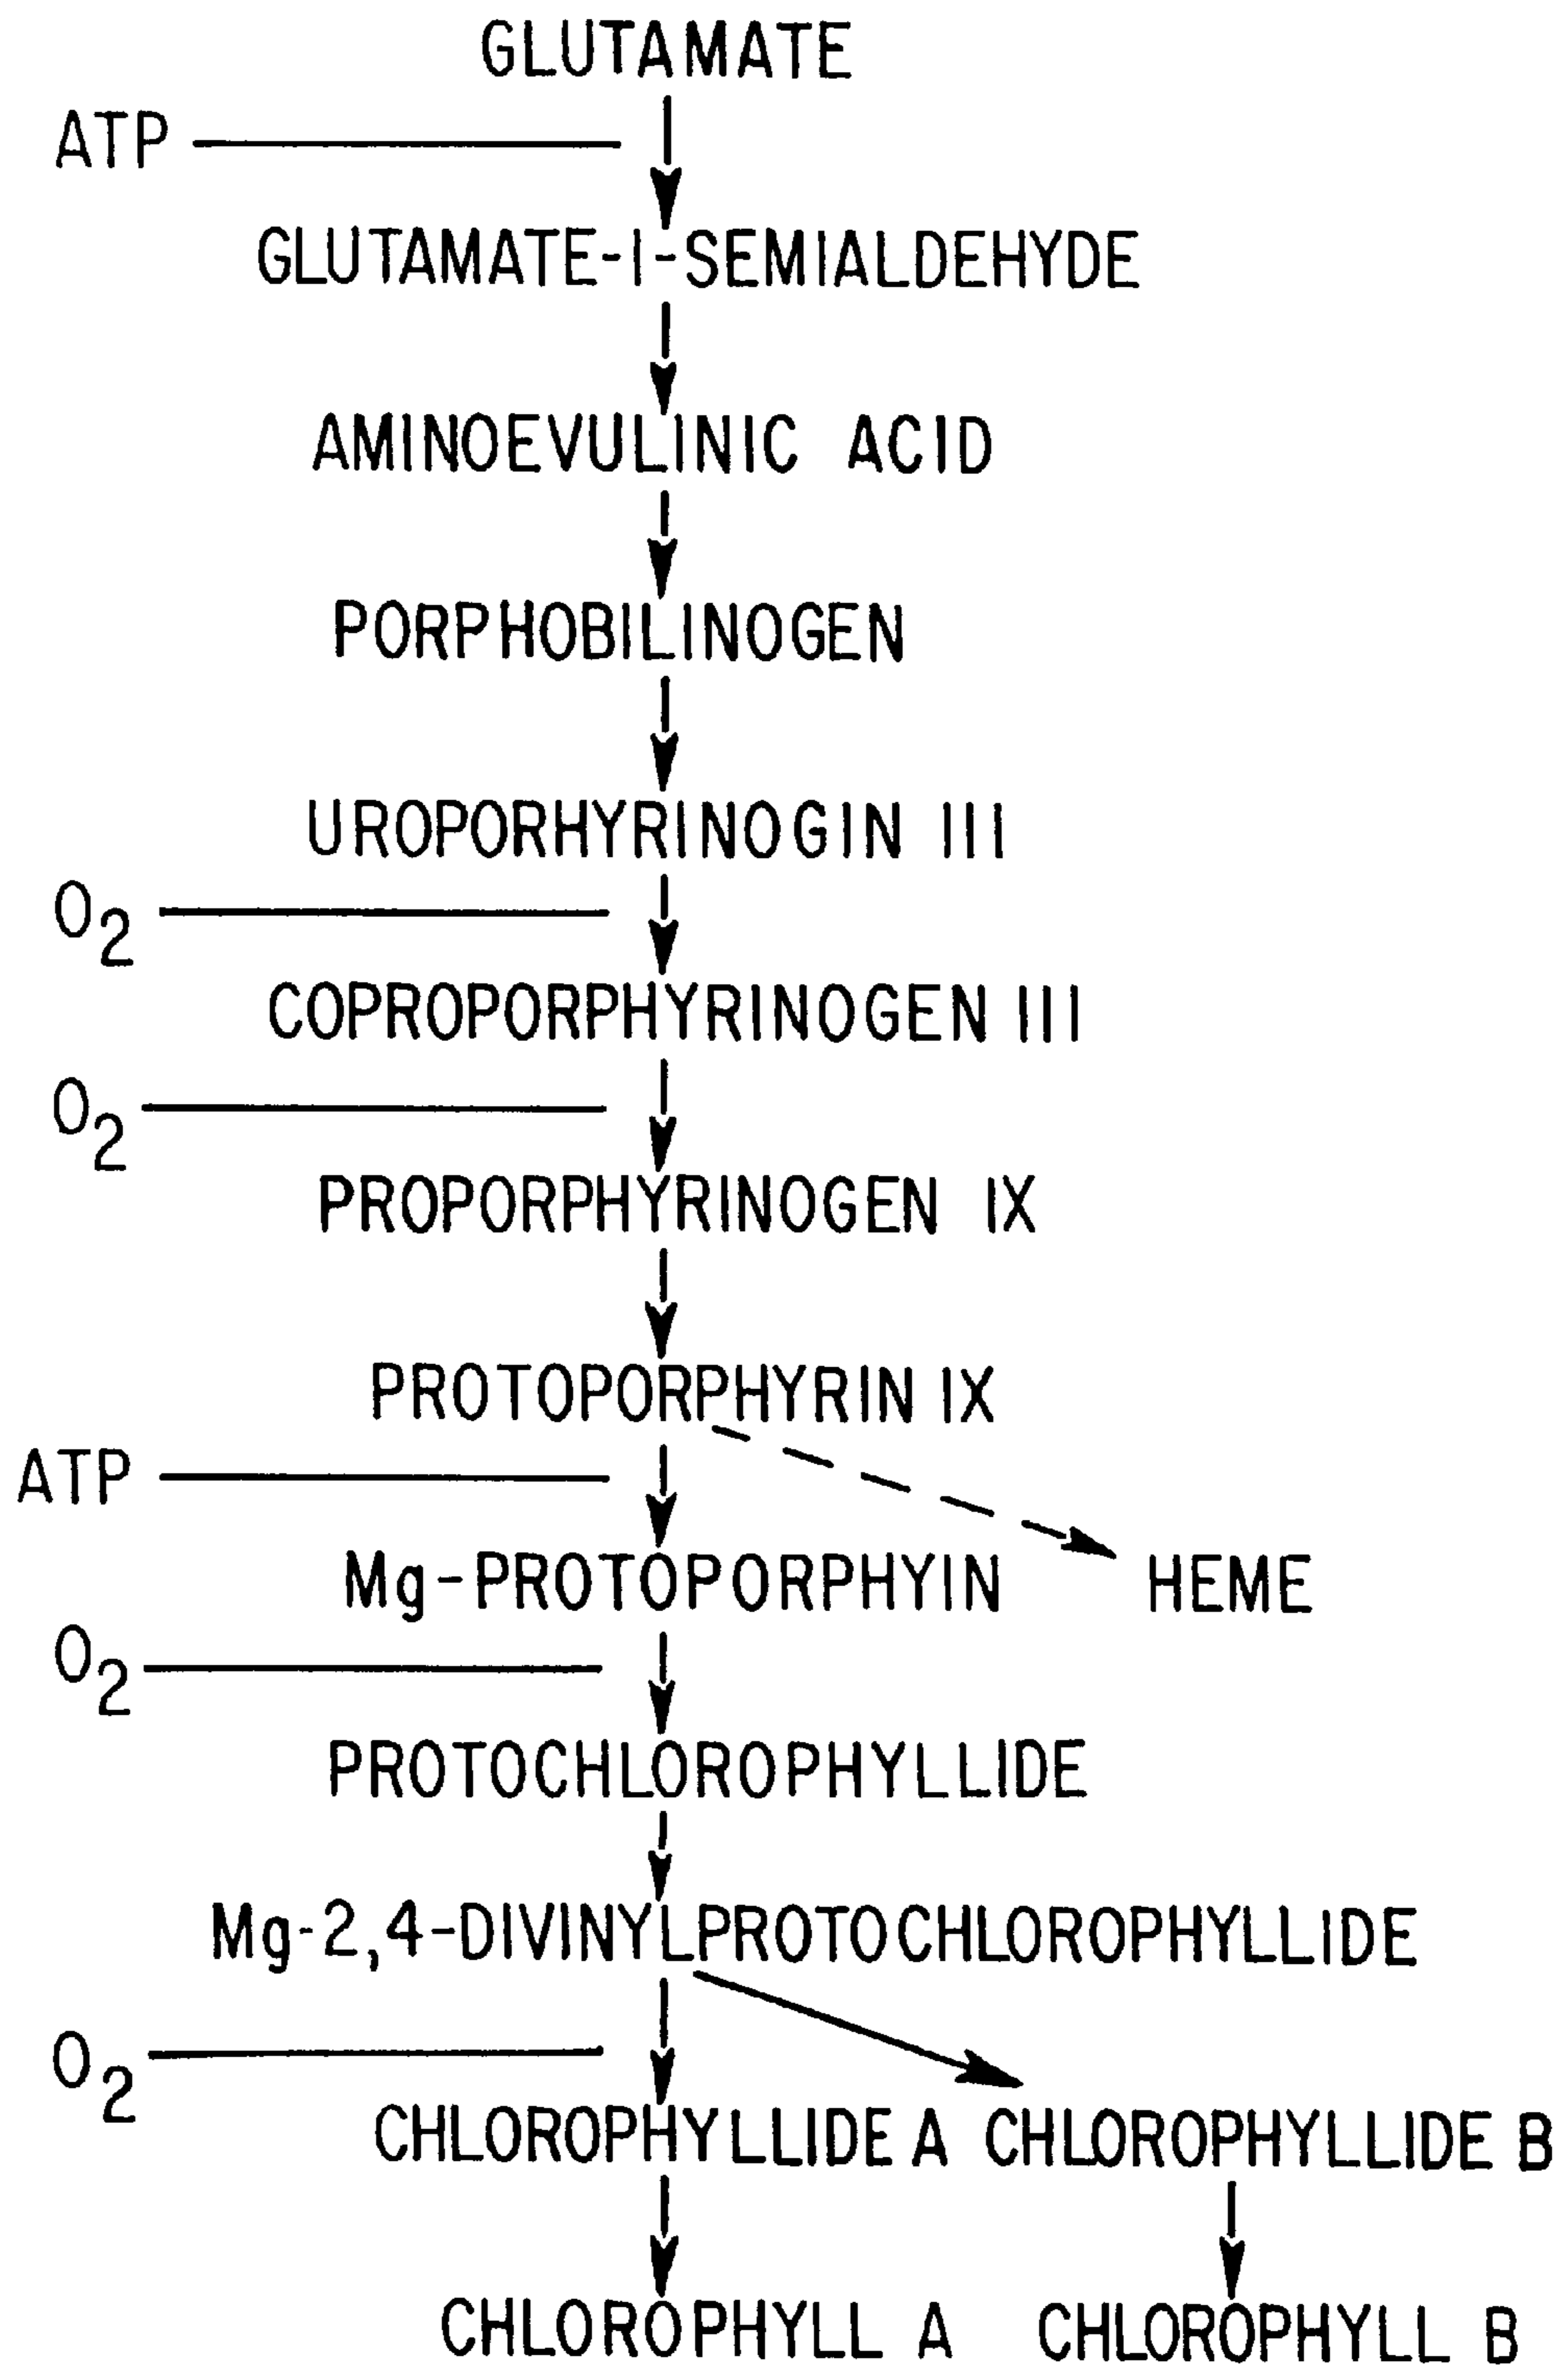 GLUTAMATE
ATP
GLUTAMATE-1-SEMIALDEHYDE
AMINOEVULINIC ACID
PORPHOBILINOGEN
UROPORHYRINOGIN III
O2
COPROPORPHYRINOGEN III
O2
PROPORPHYRINOGEN IX
PROTOPORPHYRIN IX
ATP
Mg-PROTOPORPHYIN HEME
O2
PROTOCHLOROPHYLLIDE
Mg-2,4-DIVINYLPROTOCHLOROPHYLLIDE
O2
CHLOROPHYLLIDE A CHLOROPHYLLIDE B
CHLOROPHYLL A CHLOROPHYLL B